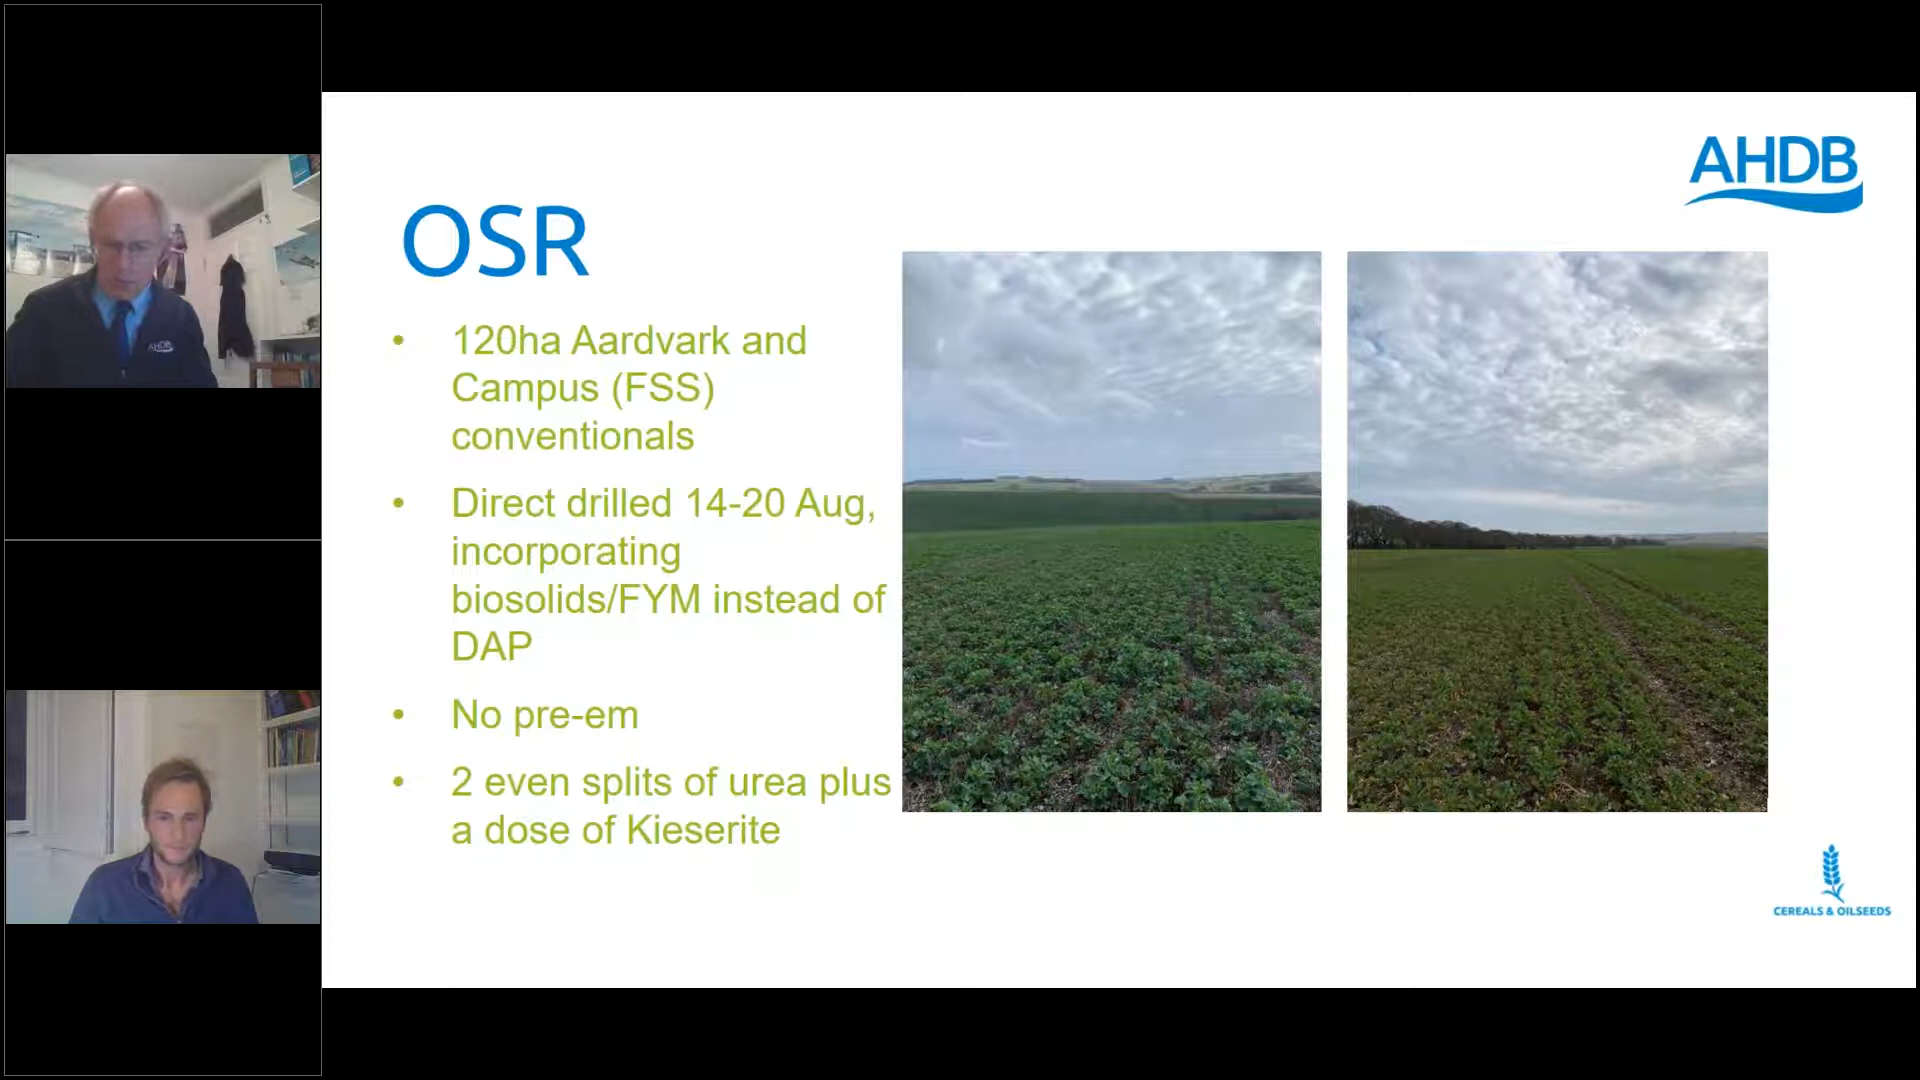 AHDB
OSR
• 120ha Aardvark and
Campus (FSS)
conventionals
• Direct drilled 14-20 Aug,
incorporating
biosolids/FYM instead of
DAP
• No pre-em
• 2 even splits of urea plus
a dose of Kieserite
CEREALS & OILSEEDS
AHDB